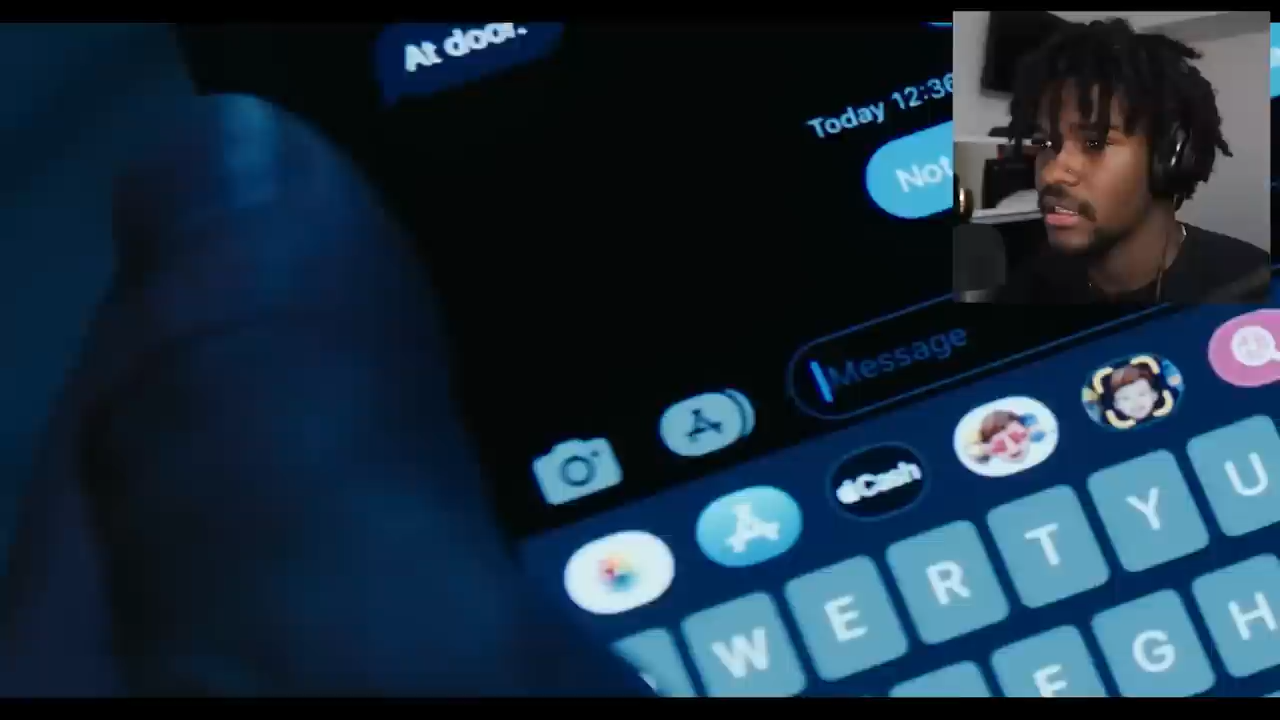 At door.
Today 12:36
Not
Message
Cash
W E R T Y U
F G H